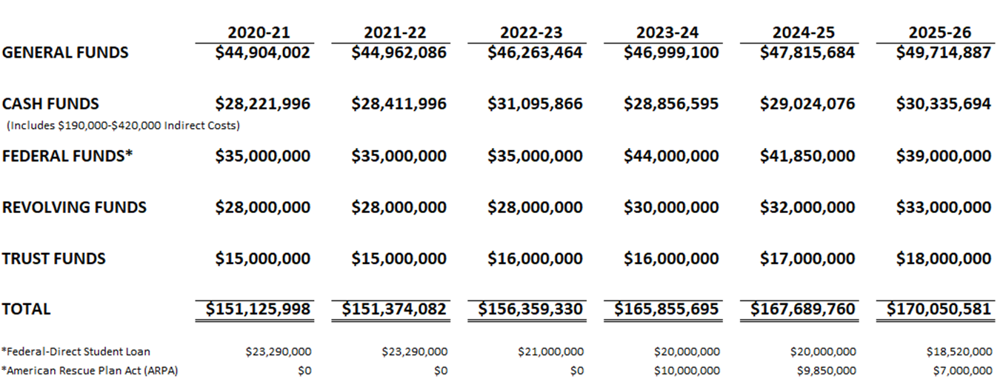 2020-21 2021-22 2022-23 2023-24 2024-25 2025-26
GENERAL FUNDS $44,904,002 $44,962,086 $46,263,464 $46,999,100 $47,815,684 $49,714,887
CASH FUNDS $28,221,996 $28,411,996 $31,095,866 $28,856,595 $29,024,076 $30,335,694
(Includes $190,000-$420,000 Indirect Costs)
FEDERAL FUNDS* $35,000,000 $35,000,000 $35,000,000 $44,000,000 $41,850,000 $39,000,000
REVOLVING FUNDS $28,000,000 $28,000,000 $28,000,000 $30,000,000 $32,000,000 $33,000,000
TRUST FUNDS $15,000,000 $15,000,000 $16,000,000 $16,000,000 $17,000,000 $18,000,000
TOTAL $151,125,998 $151,374,082 $156,359,330 $165,855,695 $167,689,760 $170,050,581
*Federal-Direct Student Loan $23,290,000 $23,290,000 $21,000,000 $20,000,000 $20,000,000 $18,520,000
*American Rescue Plan Act (ARPA) $0 $0 $0 $10,000,000 $9,850,000 $7,000,000